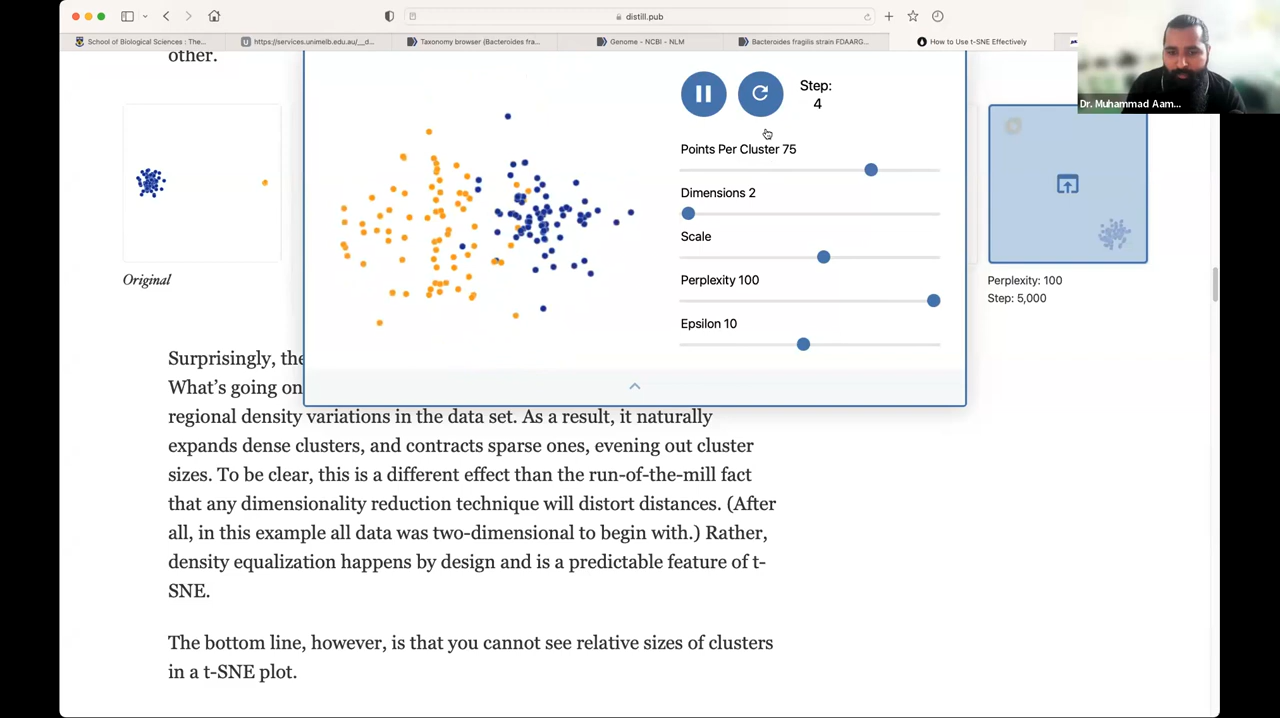 distill.pub
School of Biological Sciences : The...
https://services.unimelb.edu.au/__d...
Taxonomy browser (Bacteroides fra...
Genome - NCBI - NLM
Bacteroides fragilis strain FDAARG...
How to Use t-SNE Effectively
other.
Dr. Muhammad Aam...
Step:
4
Points Per Cluster 75
Dimensions 2
Scale
Perplexity 100
Epsilon 10
Original
Perplexity: 100
Step: 5,000
Surprisingly, the
What's going on
regional density variations in the data set. As a result, it naturally
expands dense clusters, and contracts sparse ones, evening out cluster
sizes. To be clear, this is a different effect than the run-of-the-mill fact
that any dimensionality reduction technique will distort distances. (After
all, in this example all data was two-dimensional to begin with.) Rather,
density equalization happens by design and is a predictable feature of t-
SNE.
The bottom line, however, is that you cannot see relative sizes of clusters
in a t-SNE plot.